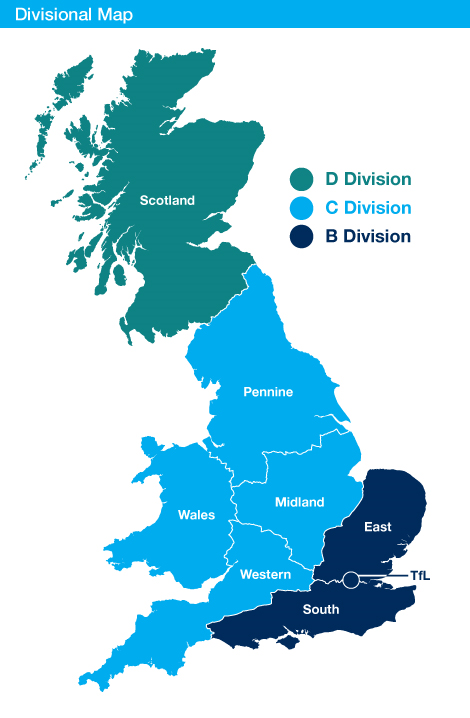 Divisional Map
Scotland
D Division
C Division
B Division
Pennine
Midland
Wales
East
Western
TfL
South